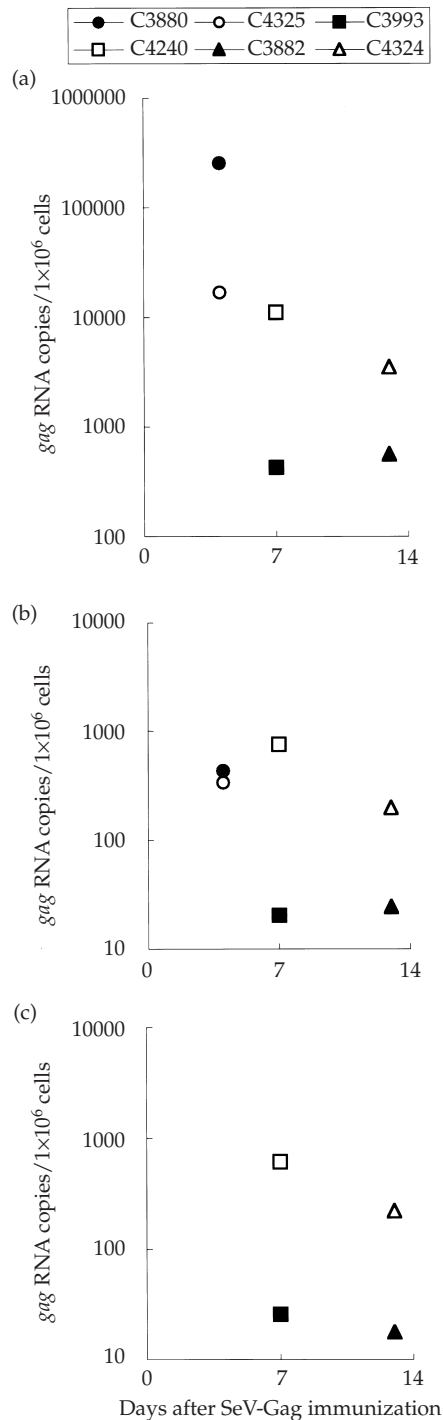 C3880 C4325 C3993
C4240 C3882 C4324
(a)
gag RNA copies/1×10⁶ cells
1000000
100000
10000
1000
100
0 7 14
(b)
gag RNA copies/1×10⁶ cells
10000
1000
100
10
0 7 14
(c)
gag RNA copies/1×10⁶ cells
10000
1000
100
10
0 7 14
Days after SeV-Gag immunization